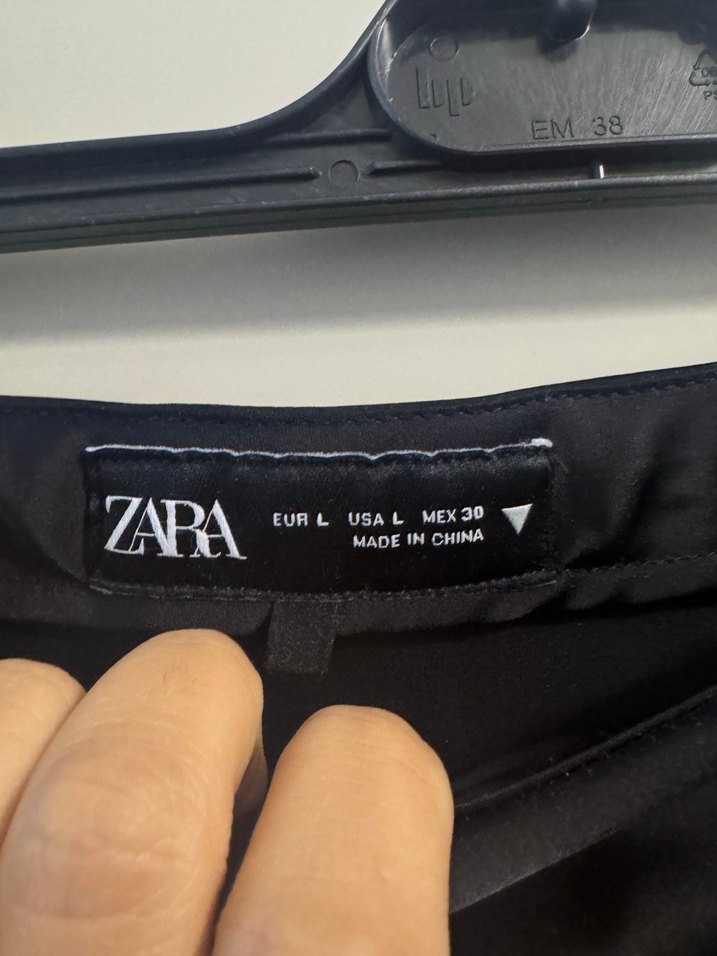 EM 38
ZARA
EUR L USA L MEX 30
MADE IN CHINA